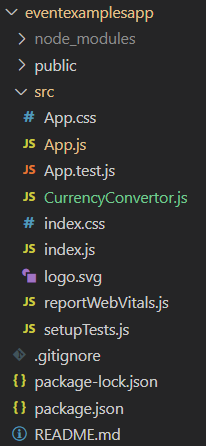 eventexamplesapp
node_modules
public
src
App.css
App.js
App.test.js
CurrencyConvertor.js
index.css
index.js
logo.svg
reportWebVitals.js
setupTests.js
.gitignore
package-lock.json
package.json
README.md